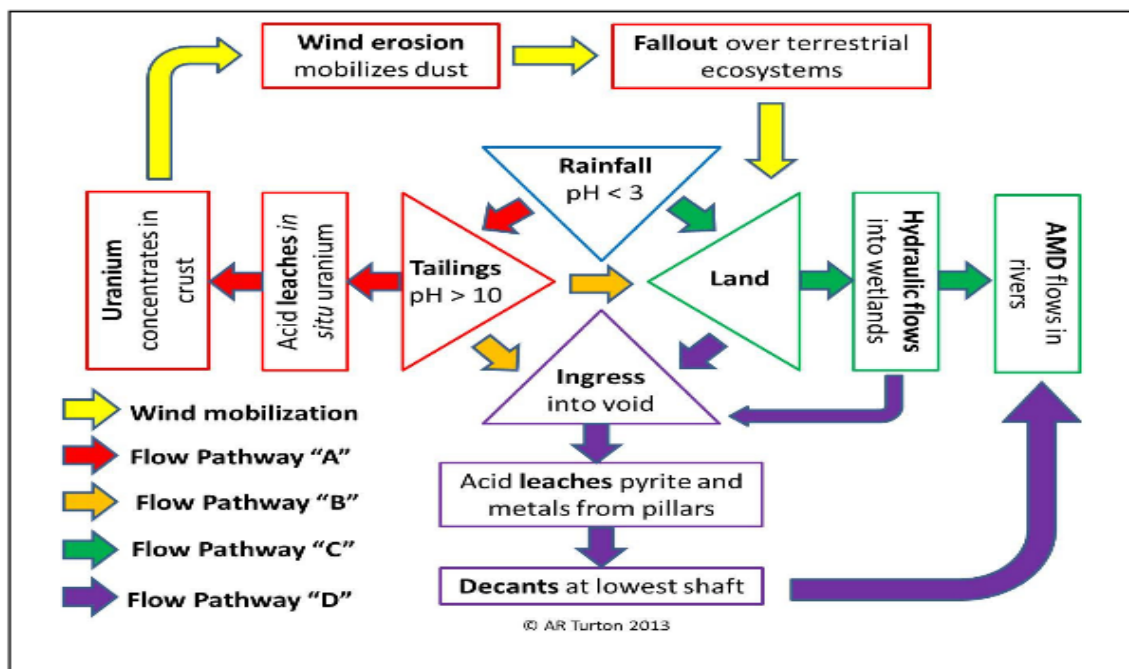 Wind erosion
mobilizes dust
Fallout over terrestrial
ecosystems
Rainfall
pH < 3
Uranium
concentrates in
crust
Acid leaches in
situ uranium
Tailings
pH > 10
Land
Hydraulic flows
into wetlands
AMD flows in
rivers
Ingress
into void
Wind mobilization
Flow Pathway “A”
Flow Pathway “B”
Flow Pathway “C”
Flow Pathway “D”
Acid leaches pyrite and
metals from pillars
Decants at lowest shaft
© AR Turton 2013